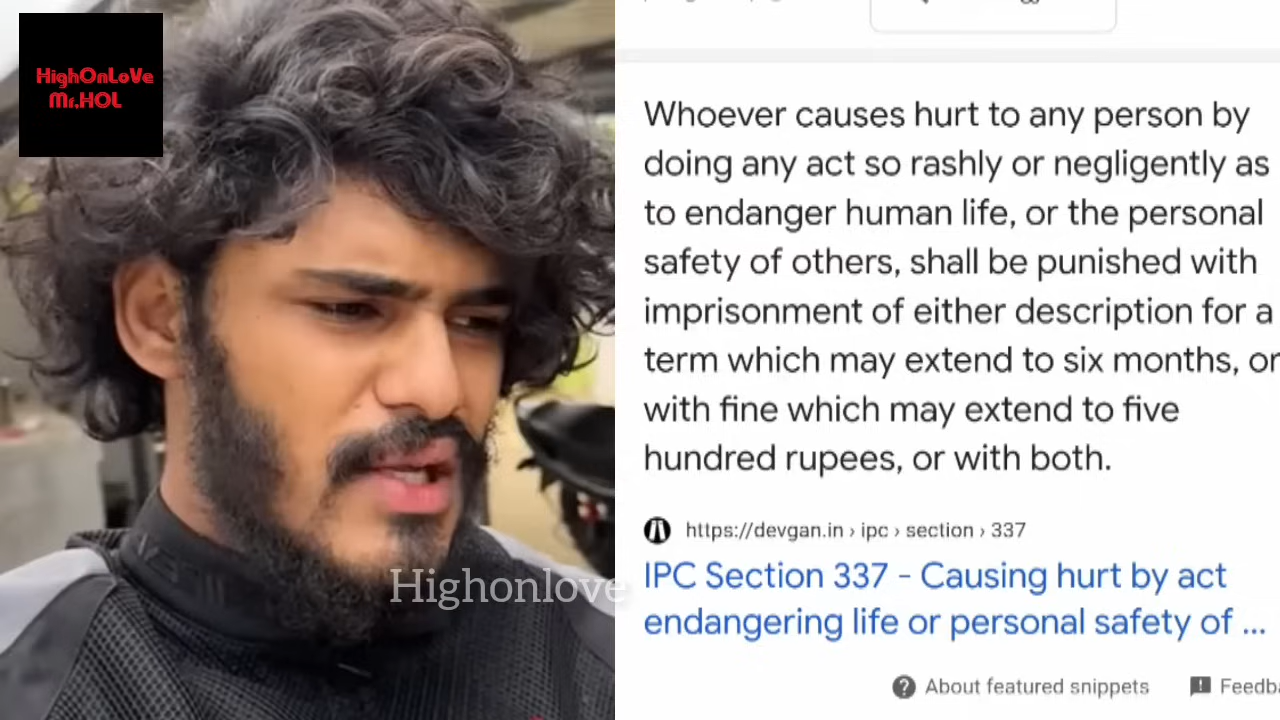 HighOnLoVe
Mr.HOL
Whoever causes hurt to any person by
doing any act so rashly or negligently as
to endanger human life, or the personal
safety of others, shall be punished with
imprisonment of either description for a
term which may extend to six months, or
with fine which may extend to five
hundred rupees, or with both.
https://devgan.in › ipc › section › 337
IPC Section 337 - Causing hurt by act
endangering life or personal safety of ...
About featured snippets
Feedba
Highonlove